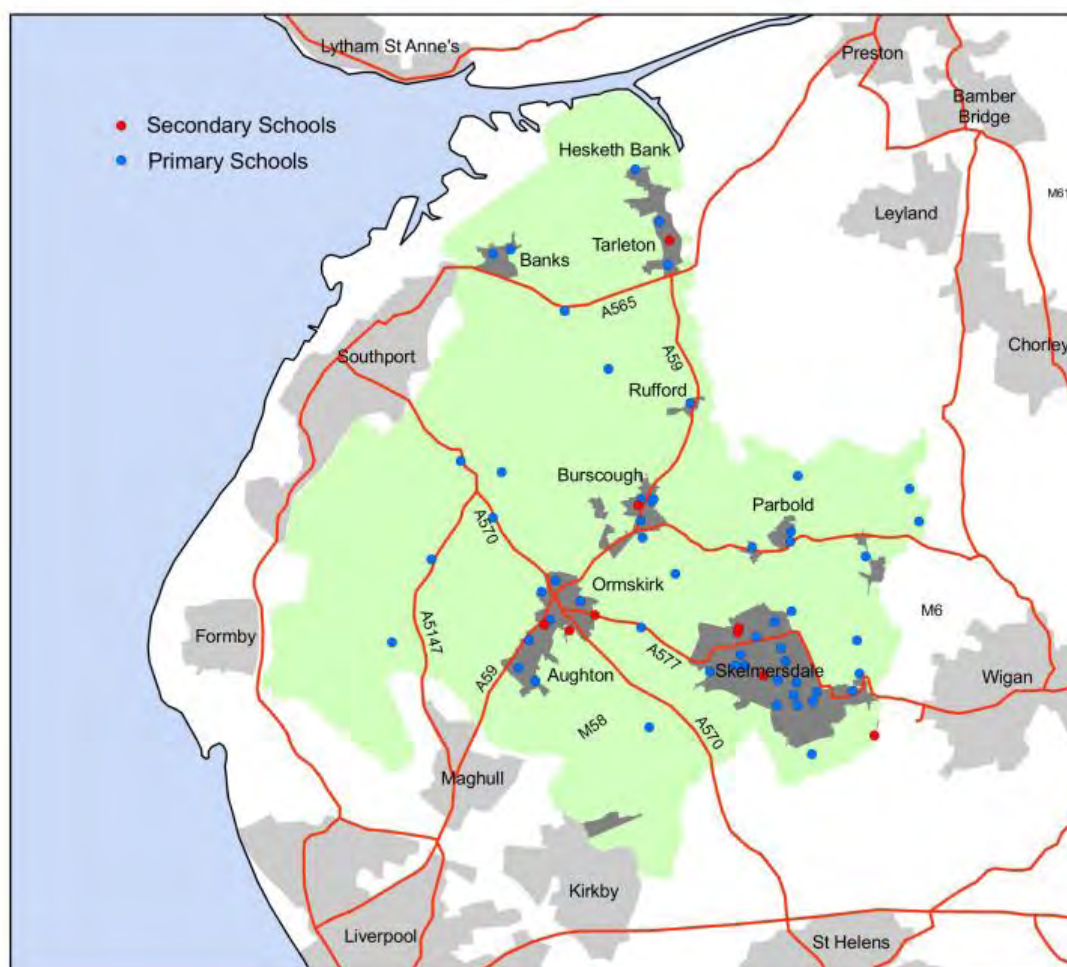 Lytham St Anne's
Preston
Bamber
Bridge
Secondary Schools
Primary Schools
Hesketh Bank
M61
Leyland
Tarleton
Banks
A565
Chorley
Southport
A59
Rufford
Burscough
Parbold
A570
Ormskirk
M6
Formby
A5147
A577
Skelmersdale
Wigan
Aughton
A59
M58
A570
Maghull
Kirkby
Liverpool
St Helens